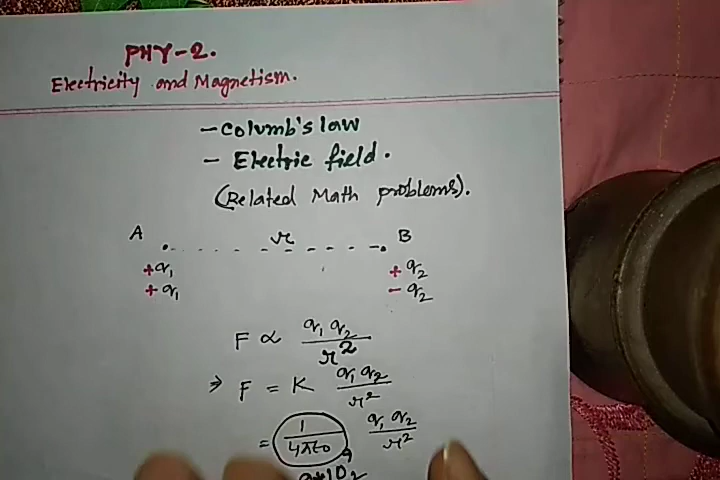 PHY-2.
Electricity and Magnetism.
- Columb's law
- Electric field.
(Related Math problems).
A r B
+q₁ +q₂
+q₁ -q₂
F ∝ q₁ q₂ / r²
⇒ F = K q₁ q₂ / r²
= 1 / 4πε₀ q₁ q₂ / r²